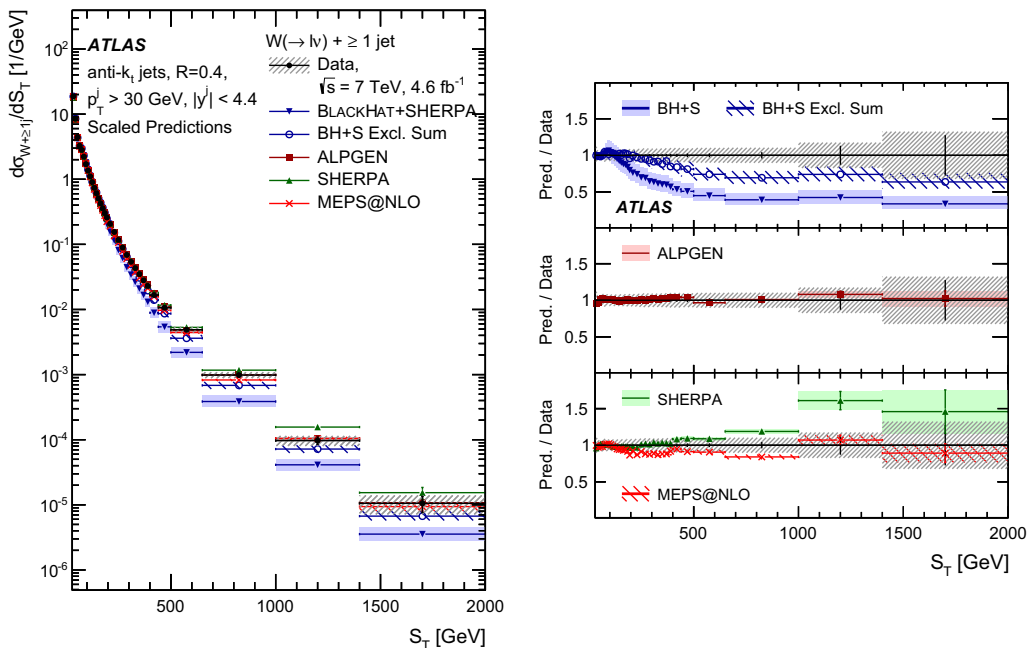 dσ_{W+≥1j}/dS_T [1/GeV]
10²
10
1
10⁻¹
10⁻²
10⁻³
10⁻⁴
10⁻⁵
10⁻⁶
ATLAS
anti-k_t jets, R=0.4,
p_T^j > 30 GeV, |y^j| < 4.4
Scaled Predictions
W(→ lν) + ≥ 1 jet
Data,
√s = 7 TeV, 4.6 fb⁻¹
BLACKHAT+SHERPA
BH+S Excl. Sum
ALPGEN
SHERPA
MEPS@NLO
500 1000 1500 2000
S_T [GeV]
BH+S BH+S Excl. Sum
Pred. / Data
1.5
1
0.5
ATLAS
ALPGEN
Pred. / Data
1.5
1
0.5
SHERPA
Pred. / Data
1.5
1
0.5
MEPS@NLO
500 1000 1500 2000
S_T [GeV]